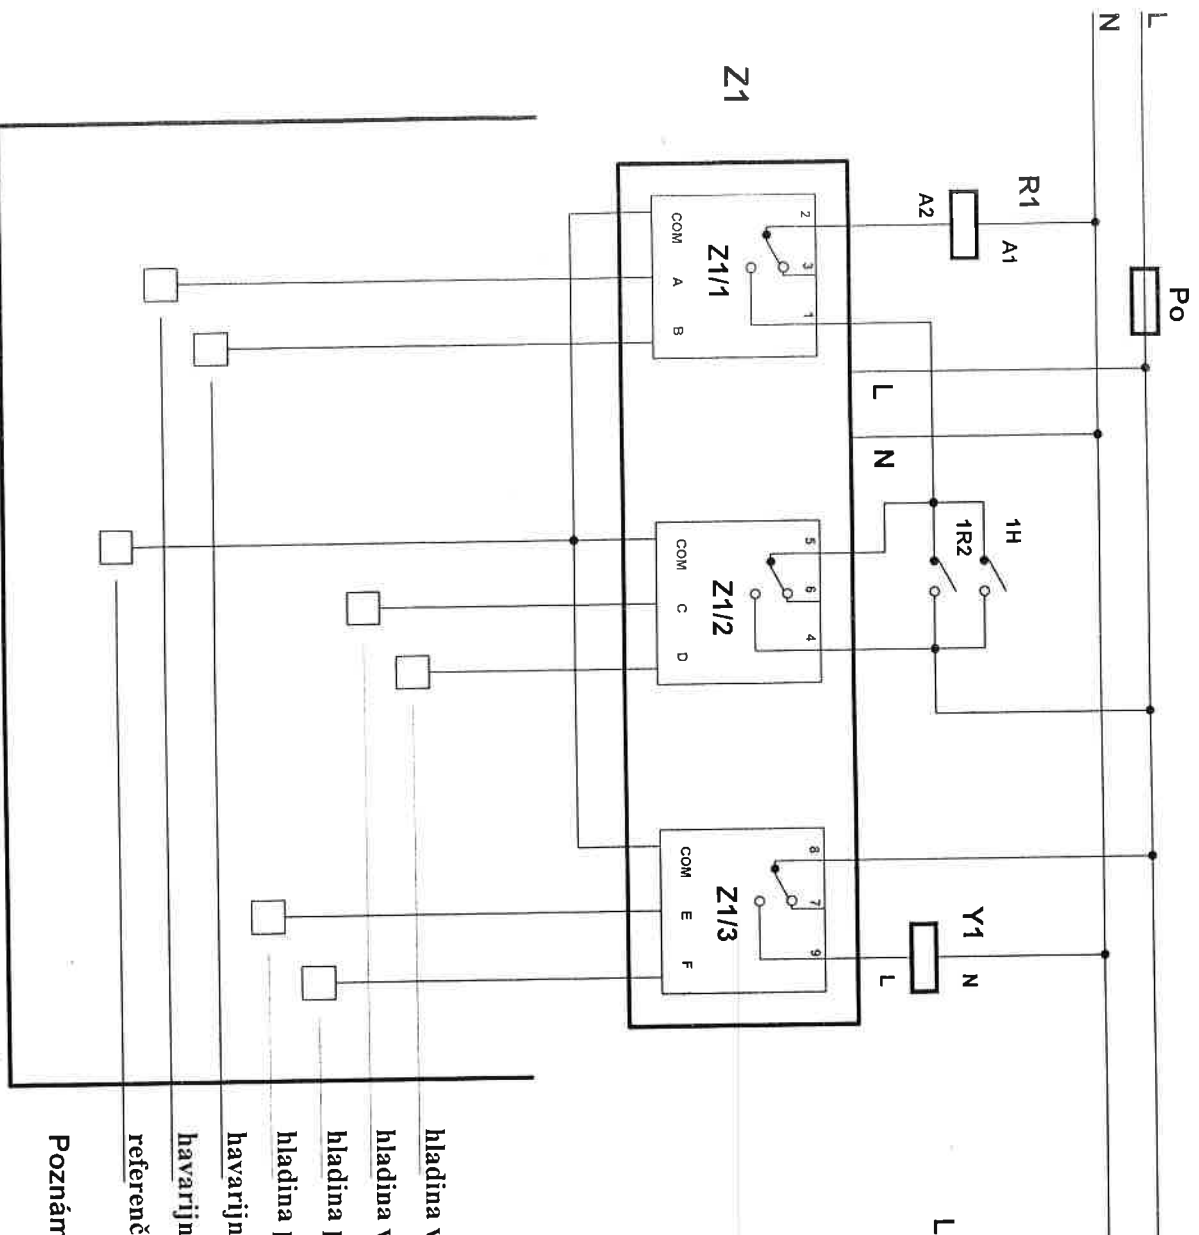 L
N
Po
R1
A1
A2
Z1
L
N
1H
1R2
Y1
N
L
L
2
3
1
Z1/1
COM
A
B
5
6
4
Z1/2
COM
C
D
8
7
9
Z1/3
COM
E
F
hladina v
hladina v
hladina
hladina
havarijn
havarijn
referenč
Poznám